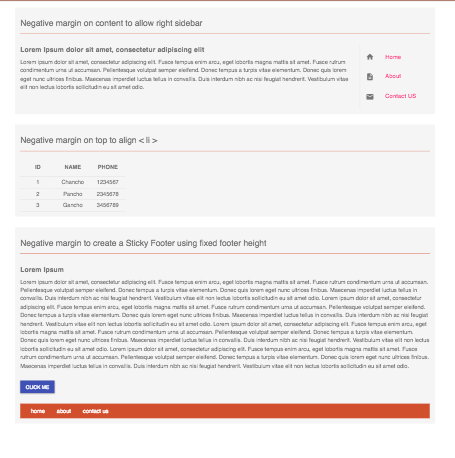 Negative margin on content to allow right sidebar
Lorem ipsum dolor sit amet, consectetur adipiscing elit
Lorem ipsum dolor sit amet, consectetur adipiscing elit. Fusce tempus enim arcu, eget lobortis magna mattis sit amet. Fusce rutrum
condimentum urna ut accumsan. Pellentesque volutpat semper eleifend. Donec tempus a turpis vitae elementum. Donec quis lorem
eget nunc ultrices finibus. Maecenas imperdiet luctus tellus in convallis. Duis interdum nibh ac nisi feugiat hendrerit. Vestibulum vitae
elit non lectus lobortis sollicitudin eu sit amet odio.
Home
About
Contact US
Negative margin on top to align < li >
ID NAME PHONE
1 Chancho 1234567
2 Pancho 2345678
3 Gancho 3456789
Negative margin to create a Sticky Footer using fixed footer height
Lorem Ipsum
Lorem ipsum dolor sit amet, consectetur adipiscing elit. Fusce tempus enim arcu, eget lobortis magna mattis sit amet. Fusce rutrum condimentum urna ut accumsan.
Pellentesque volutpat semper eleifend. Donec tempus a turpis vitae elementum. Donec quis lorem eget nunc ultrices finibus. Maecenas imperdiet luctus tellus in
convallis. Duis interdum nibh ac nisi feugiat hendrerit. Vestibulum vitae elit non lectus lobortis sollicitudin eu sit amet odio. Lorem ipsum dolor sit amet, consectetur
adipiscing elit. Fusce tempus enim arcu, eget lobortis magna mattis sit amet. Fusce rutrum condimentum urna ut accumsan. Pellentesque volutpat semper eleifend.
Donec tempus a turpis vitae elementum. Donec quis lorem eget nunc ultrices finibus. Maecenas imperdiet luctus tellus in convallis. Duis interdum nibh ac nisi feugiat
hendrerit. Vestibulum vitae elit non lectus lobortis sollicitudin eu sit amet odio. Lorem ipsum dolor sit amet, consectetur adipiscing elit. Fusce tempus enim arcu, eget
lobortis magna mattis sit amet. Fusce rutrum condimentum urna ut accumsan. Pellentesque volutpat semper eleifend. Donec tempus a turpis vitae elementum.
Donec quis lorem eget nunc ultrices finibus. Maecenas imperdiet luctus tellus in convallis. Duis interdum nibh ac nisi feugiat hendrerit. Vestibulum vitae elit non lectus
lobortis sollicitudin eu sit amet odio. Lorem ipsum dolor sit amet, consectetur adipiscing elit. Fusce tempus enim arcu, eget lobortis magna mattis sit amet. Fusce
rutrum condimentum urna ut accumsan. Pellentesque volutpat semper eleifend. Donec tempus a turpis vitae elementum. Donec quis lorem eget nunc ultrices finibus.
Maecenas imperdiet luctus tellus in convallis. Duis interdum nibh ac nisi feugiat hendrerit. Vestibulum vitae elit non lectus lobortis sollicitudin eu sit amet odio.
CLICK ME
home about contact us